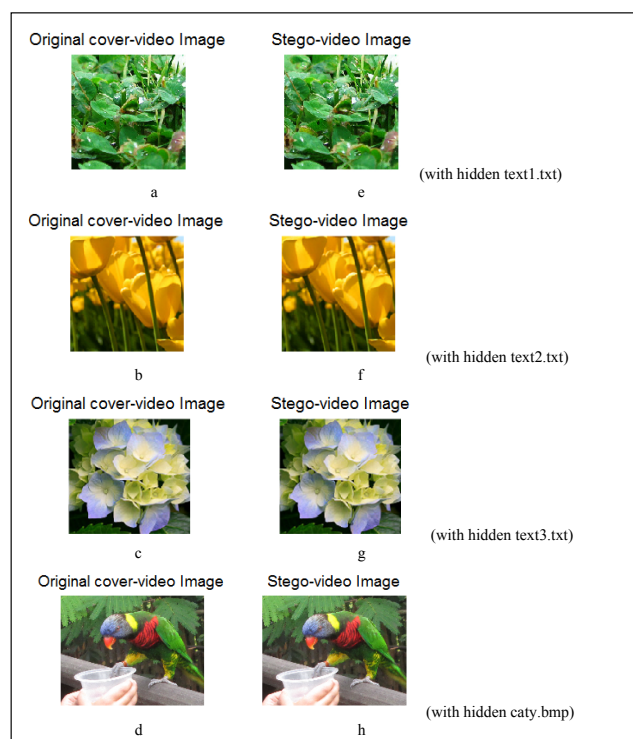 Original cover-video Image Stego-video Image
(with hidden text1.txt)
a e
Original cover-video Image Stego-video Image
(with hidden text2.txt)
b f
Original cover-video Image Stego-video Image
(with hidden text3.txt)
c g
Original cover-video Image Stego-video Image
(with hidden caty.bmp)
d h